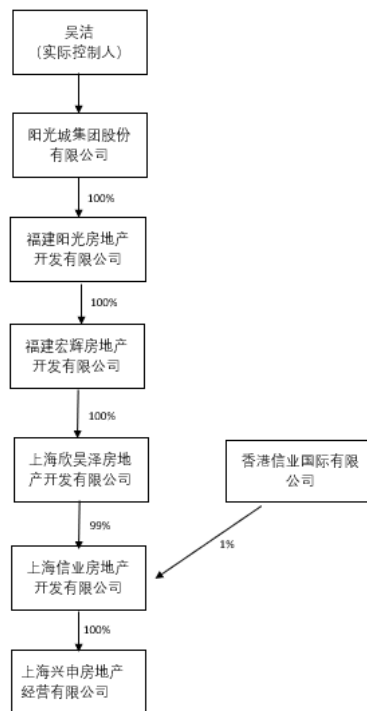 吴洁
（实际控制人）
阳光城集团股份
有限公司
100%
福建阳光房地产
开发有限公司
100%
福建宏辉房地产
开发有限公司
100%
上海欣昊泽房地
产开发有限公司
香港信业国际有限
公司
99%
1%
上海信业房地产
开发有限公司
100%
上海兴申房地产
经营有限公司